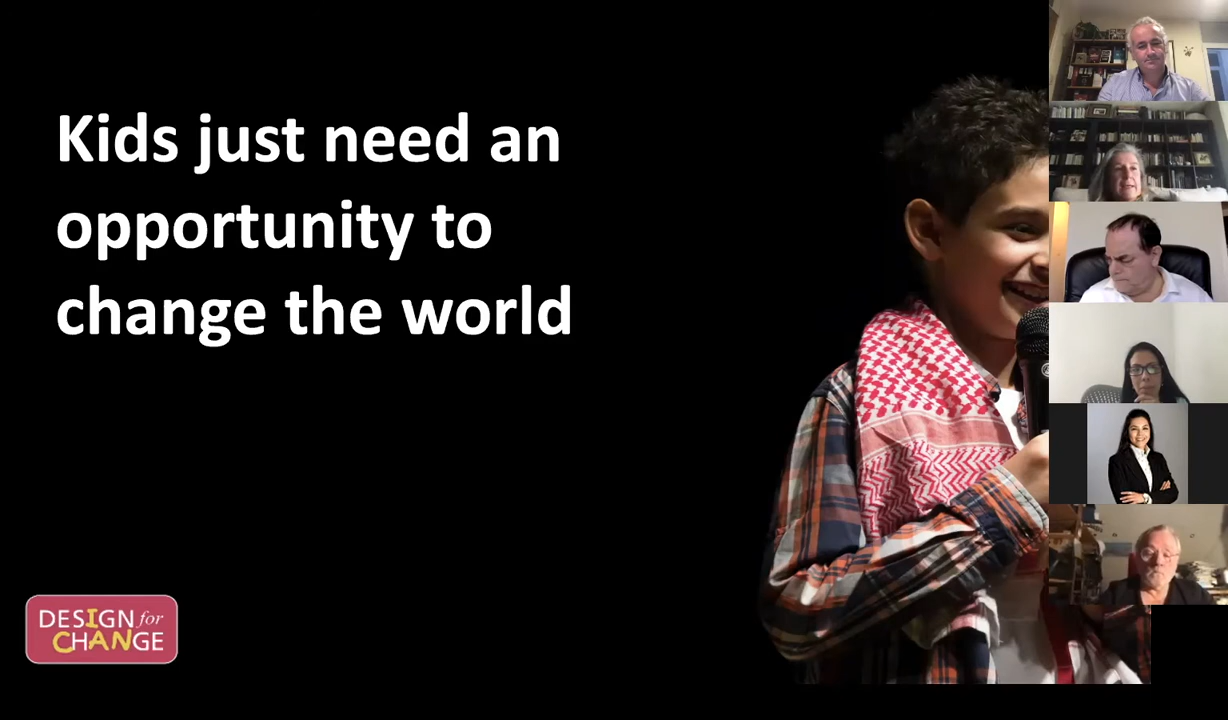 Kids just need an
opportunity to
change the world
DESIGN for
CHANGE